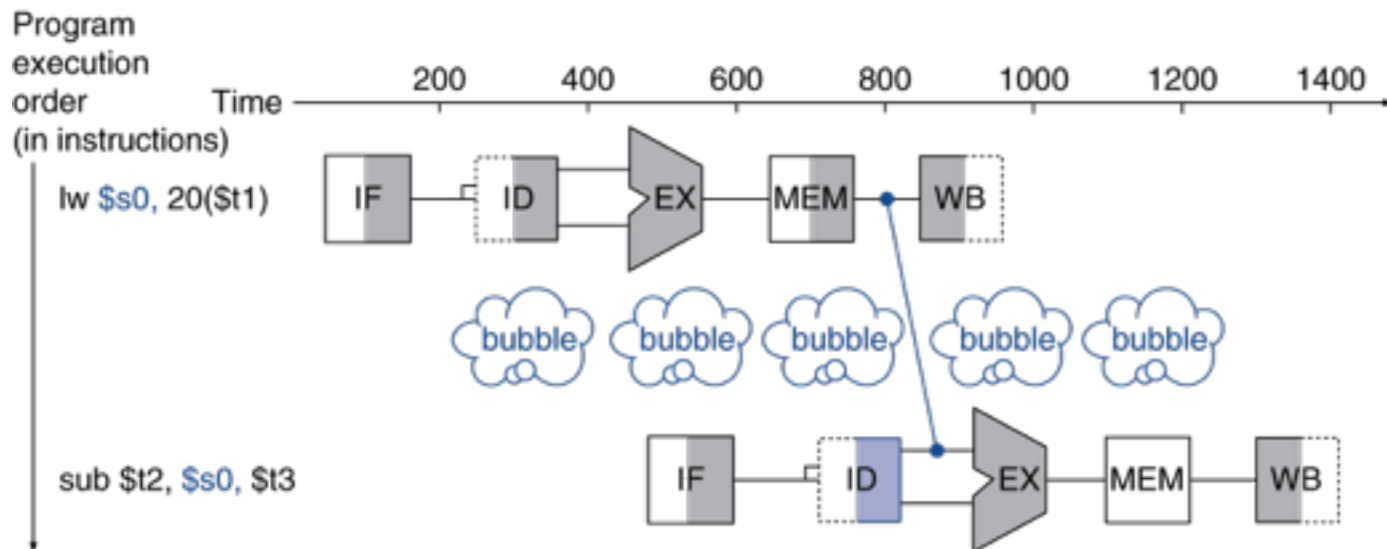 Program
execution
order
(in instructions)
Time
200 400 600 800 1000 1200 1400
lw $s0, 20($t1)
IF ID EX MEM WB
bubble bubble bubble bubble bubble
sub $t2, $s0, $t3
IF ID EX MEM WB